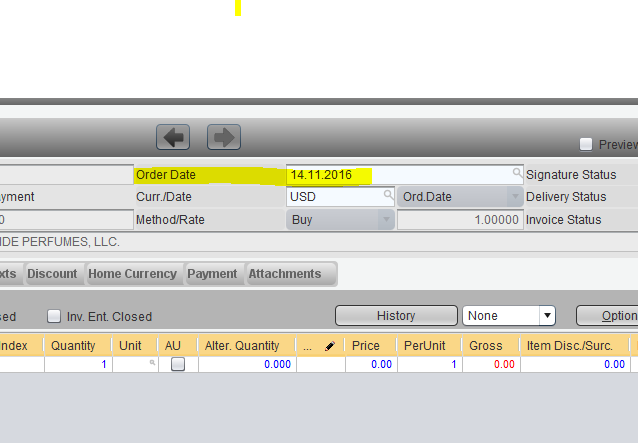 Preview
Order Date 14.11.2016 Signature Status
yment Curr./Date USD Ord.Date Delivery Status
0 Method/Rate Buy 1.00000 Invoice Status
IDE PERFUMES, LLC.
xts Discount Home Currency Payment Attachments
sed Inv. Ent. Closed History None Option
Index Quantity Unit AU Alter. Quantity ... Price PerUnit Gross Item Disc./Surc.
1 0.000 0.00 1 0.00 0.00